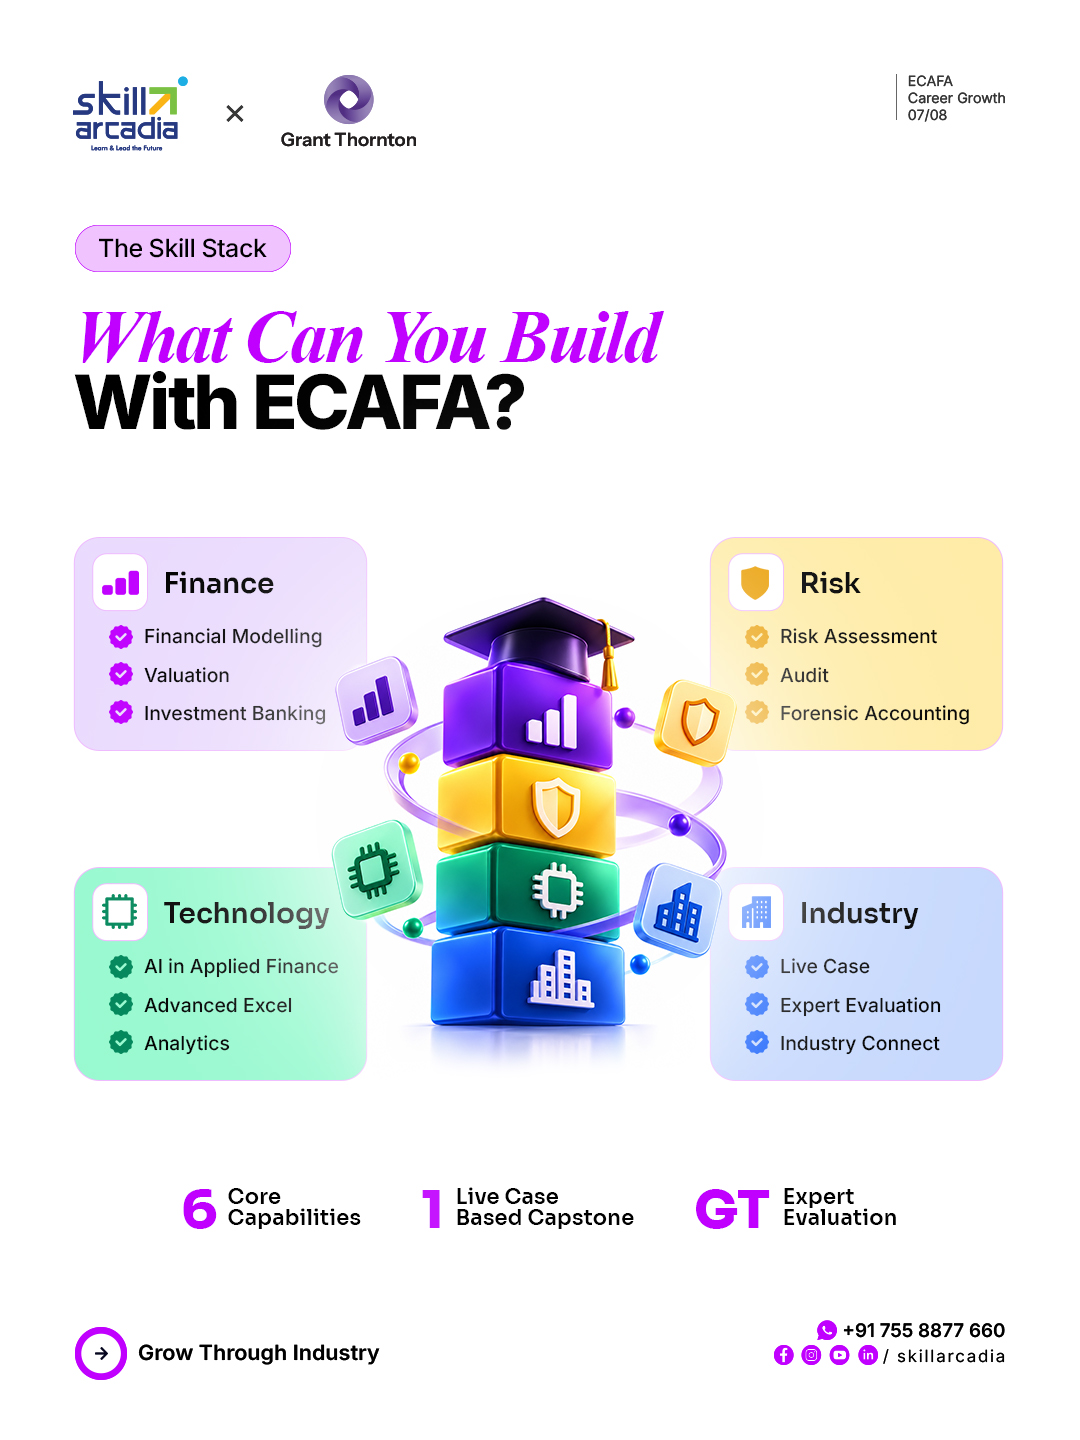 skill
arcadia
Learn & Lead the Future
×
Grant Thornton
ECAFA
Career Growth
07/08
The Skill Stack
What Can You Build
With ECAFA?
Finance
Financial Modelling
Valuation
Investment Banking
Risk
Risk Assessment
Audit
Forensic Accounting
Technology
AI in Applied Finance
Advanced Excel
Analytics
Industry
Live Case
Expert Evaluation
Industry Connect
6 Core
Capabilities
1 Live Case
Based Capstone
GT Expert
Evaluation
Grow Through Industry
+91 755 8877 660
/ skillarcadia